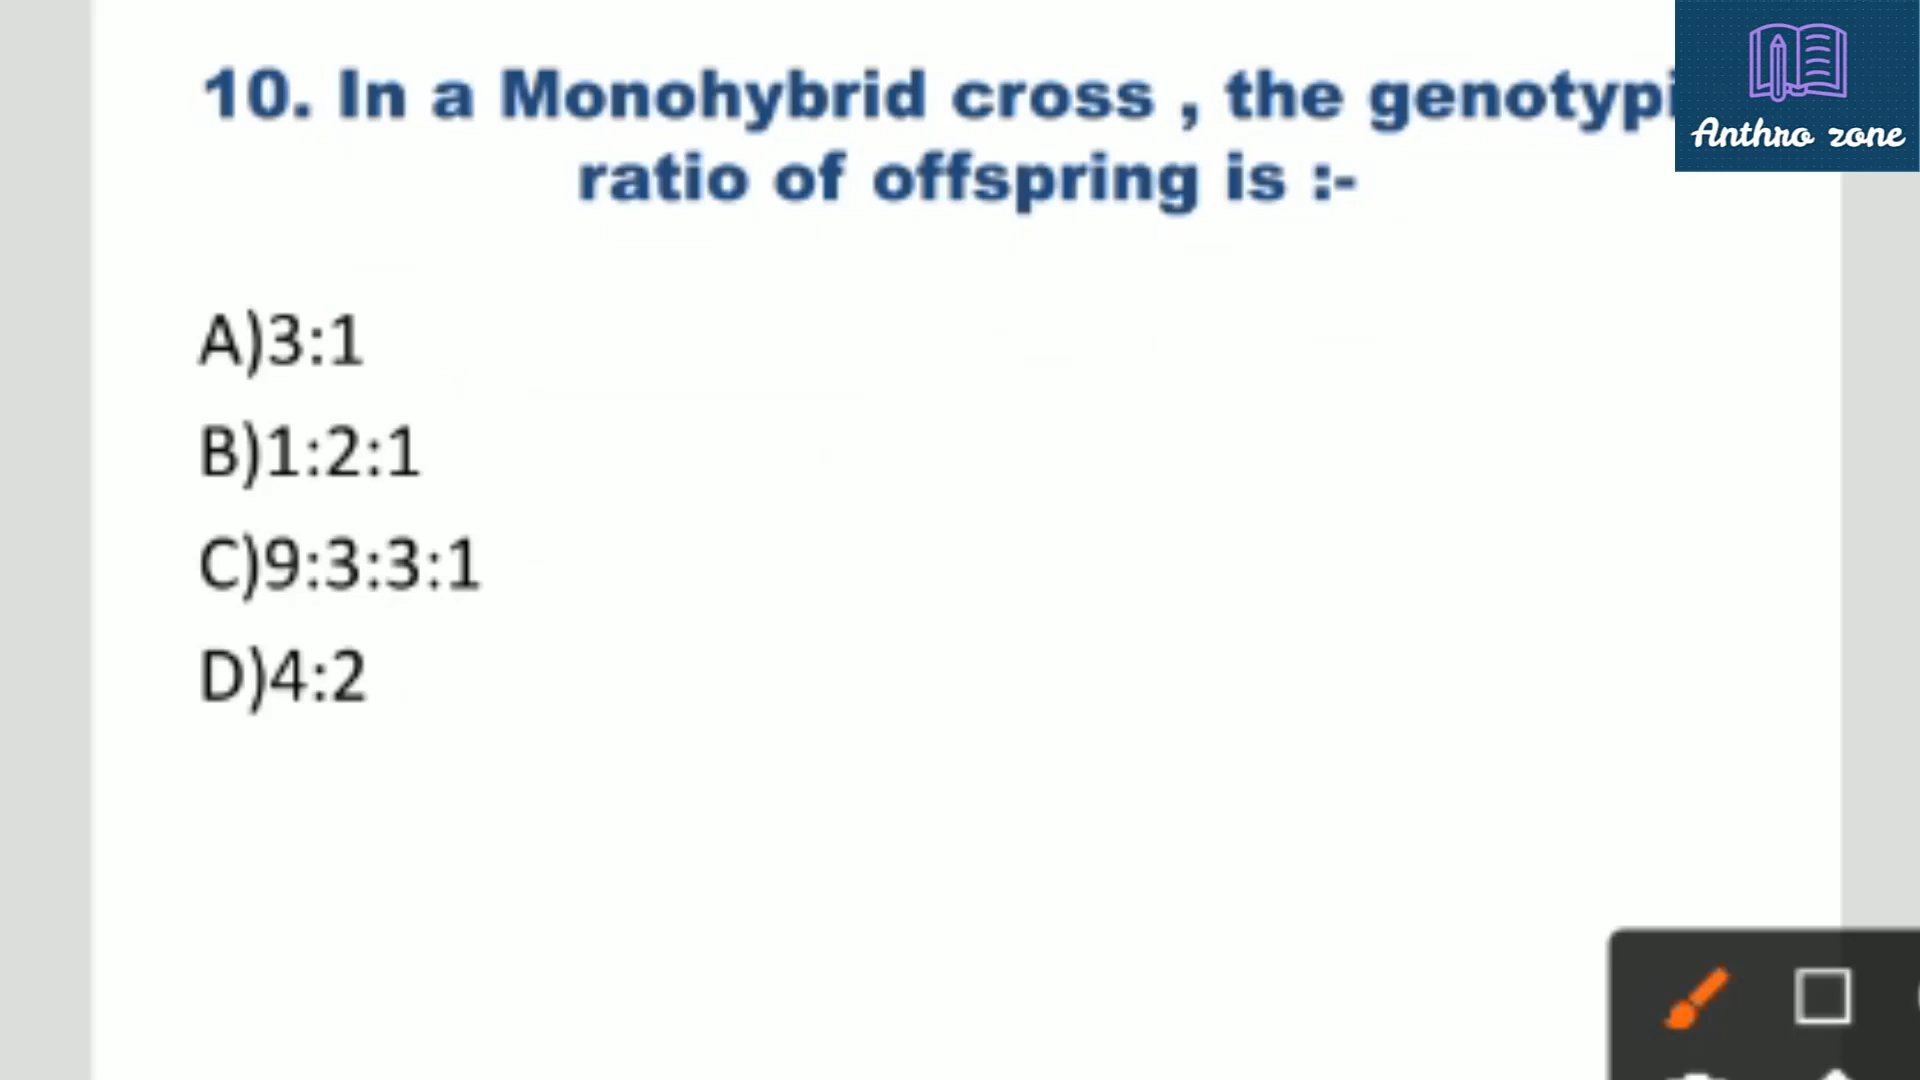 10. In a Monohybrid cross , the genotypi
ratio of offspring is :-
Anthro zone
A)3:1
B)1:2:1
C)9:3:3:1
D)4:2